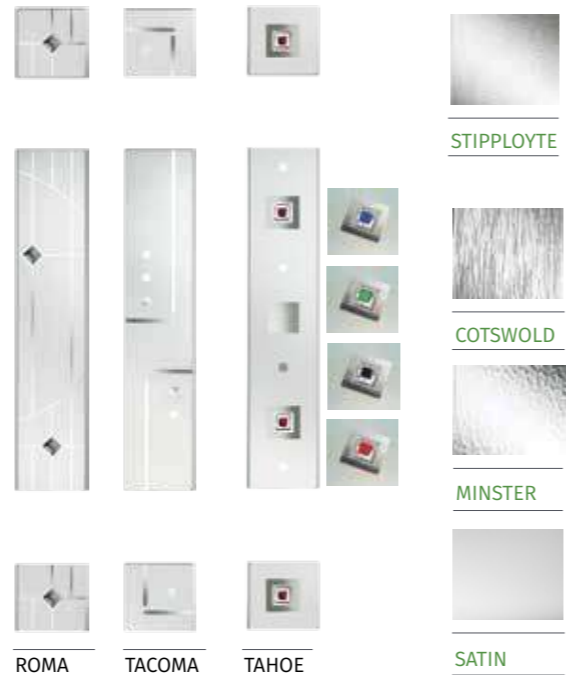 STIPPLOYTE
COTSWOLD
MINSTER
SATIN
ROMA
TACOMA
TAHOE